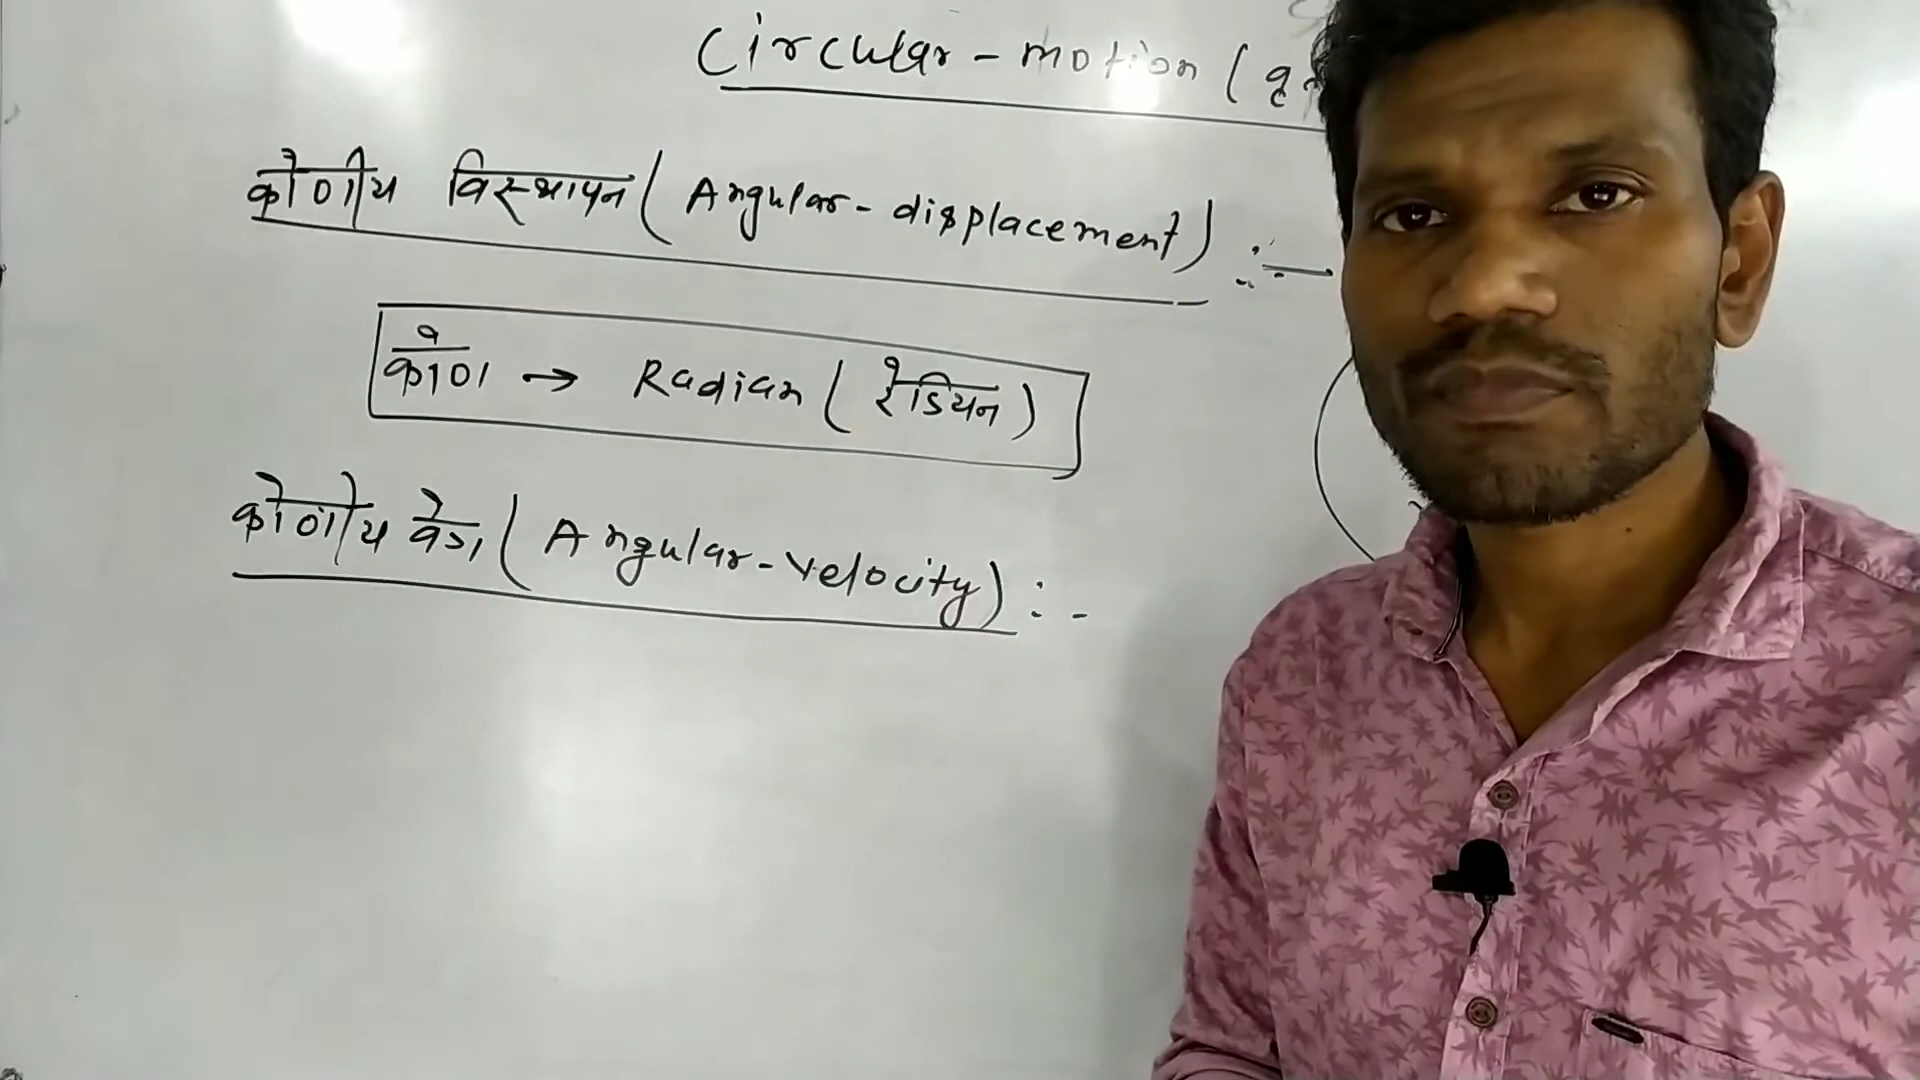 Circular - motion (वृ
कोणीय विस्थापन (Angular - displacement) :-
कोण → Radian (रेडियन)
कोणीय वेग (Angular - velocity) :-